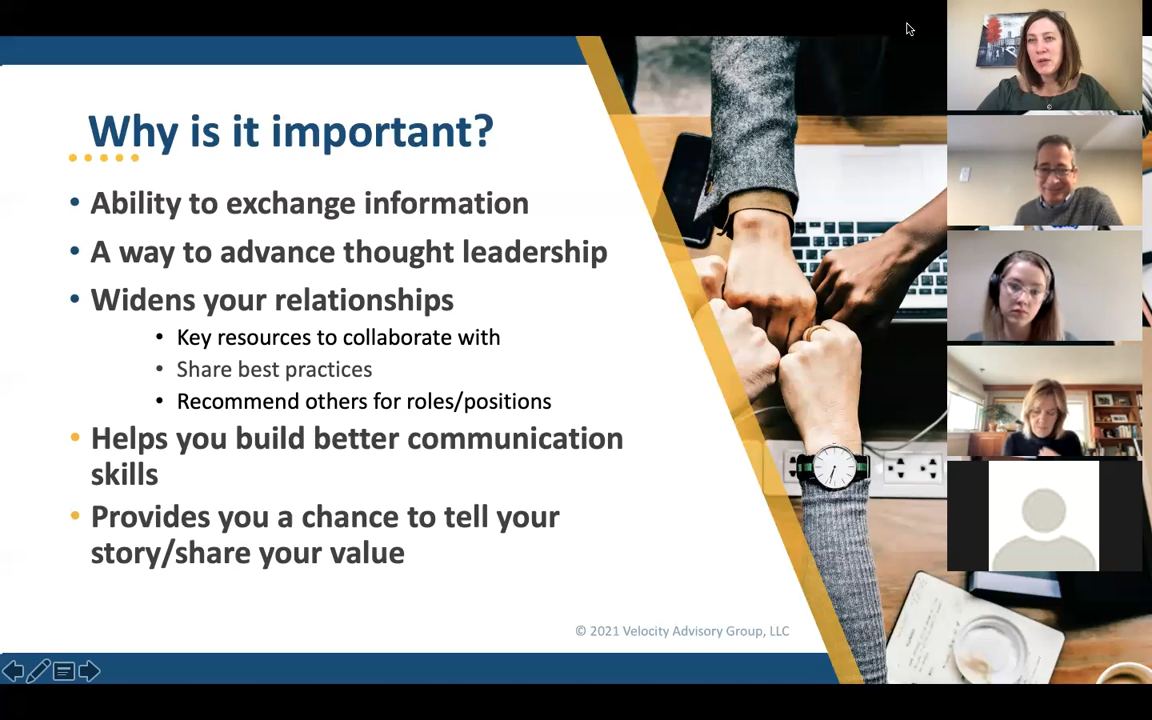 Why is it important?
• Ability to exchange information
• A way to advance thought leadership
• Widens your relationships
• Key resources to collaborate with
• Share best practices
• Recommend others for roles/positions
• Helps you build better communication
skills
• Provides you a chance to tell your
story/share your value
© 2021 Velocity Advisory Group, LLC